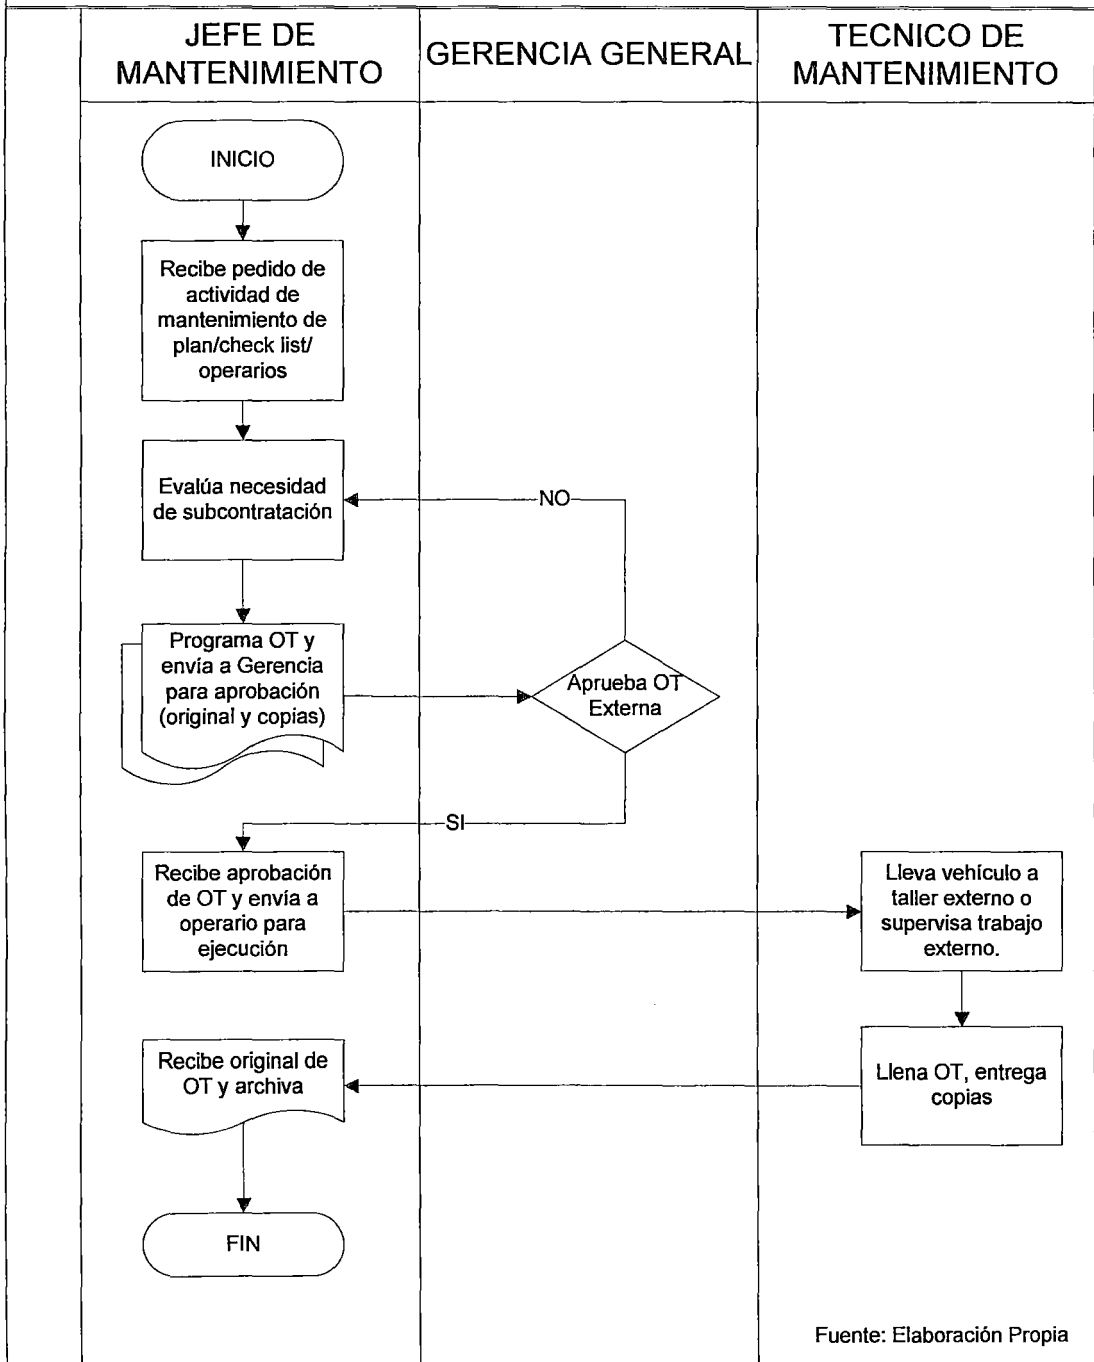 JEFE DE
MANTENIMIENTO
GERENCIA GENERAL
TECNICO DE
MANTENIMIENTO
INICIO
Recibe pedido de
actividad de
mantenimiento de
plan/check list/
operarios
Evalúa necesidad
de subcontratación
NO
Programa OT y
envía a Gerencia
para aprobación
(original y copias)
Aprueba OT
Externa
SI
Recibe aprobación
de OT y envía a
operario para
ejecución
Lleva vehículo a
taller externo o
supervisa trabajo
externo.
Llena OT, entrega
copias
Recibe original de
OT y archiva
FIN
Fuente: Elaboración Propia